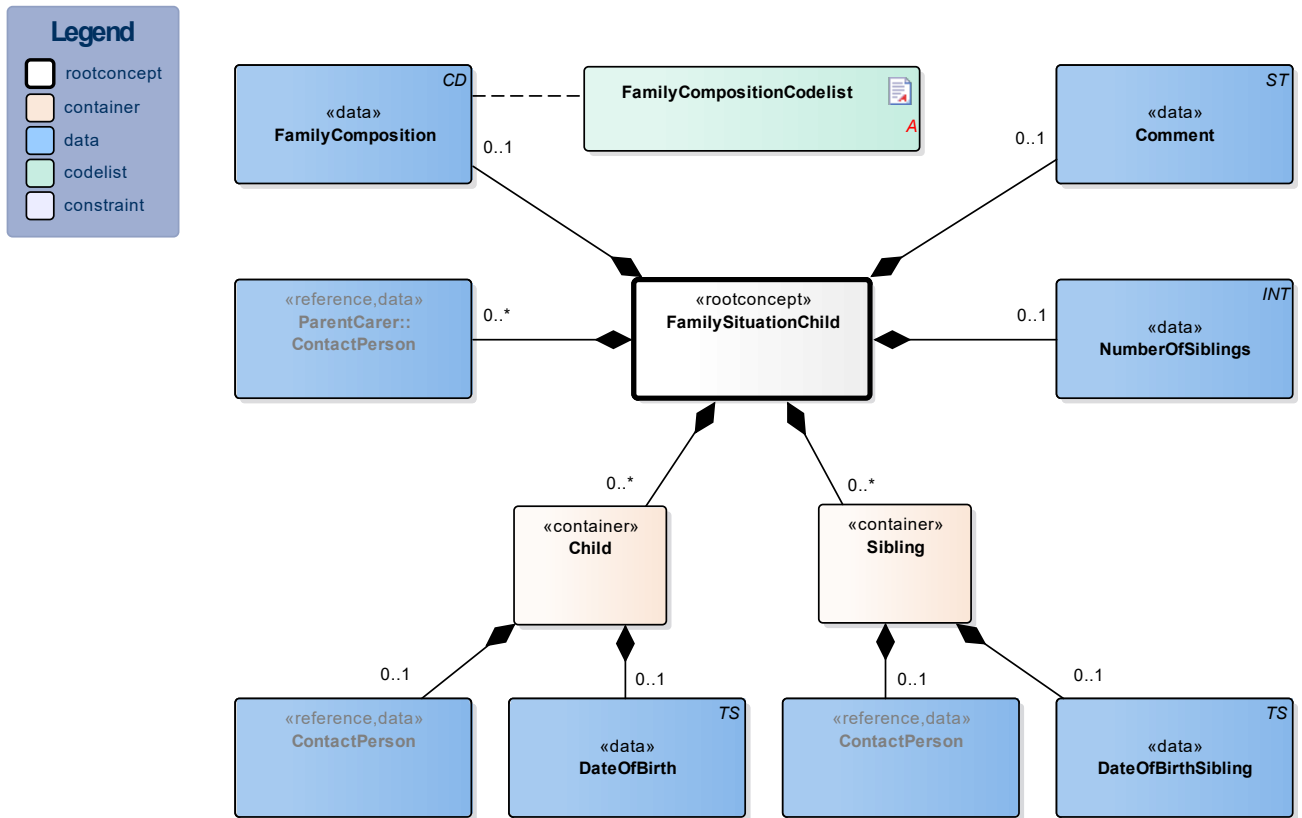 Legend
rootconcept
container
data
codelist
constraint
CD
«data»
FamilyComposition
0..1
FamilyCompositionCodelist
A
ST
«data»
Comment
0..1
«reference,data»
ParentCarer::
ContactPerson
0..*
«rootconcept»
FamilySituationChild
INT
«data»
NumberOfSiblings
0..1
0..*
0..*
«container»
Child
«container»
Sibling
0..1
0..1
0..1
0..1
«reference,data»
ContactPerson
TS
«data»
DateOfBirth
«reference,data»
ContactPerson
TS
«data»
DateOfBirthSibling